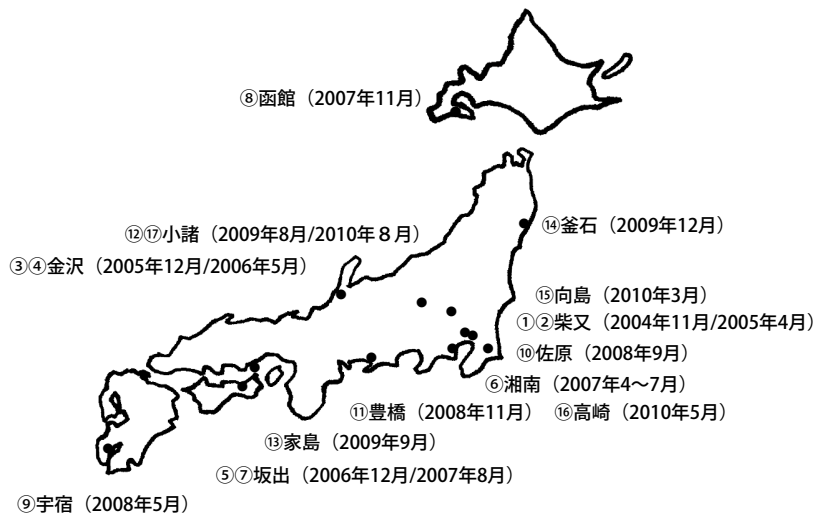 ⑧函館（2007年11月）
⑫⑰小諸（2009年8月/2010年８月）
⑭釜石（2009年12月）
③④金沢（2005年12月/2006年5月）
⑮向島（2010年3月）
①②柴又（2004年11月/2005年4月）
⑩佐原（2008年9月）
⑥湘南（2007年4〜7月）
⑪豊橋（2008年11月）
⑯高崎（2010年5月）
⑬家島（2009年9月）
⑤⑦坂出（2006年12月/2007年8月）
⑨宇宿（2008年5月）